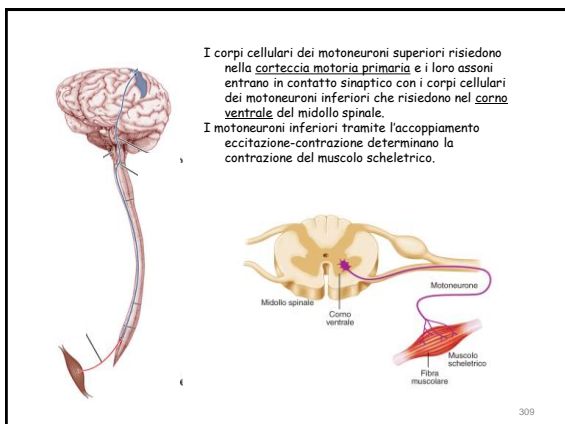 I corpi cellulari dei motoneuroni superiori risiedono
nella corteccia motoria primaria e i loro assoni
entrano in contatto sinaptico con i corpi cellulari
dei motoneuroni inferiori che risiedono nel corno
ventrale del midollo spinale.
I motoneuroni inferiori tramite l'accoppiamento
eccitazione-contrazione determinano la
contrazione del muscolo scheletrico.
Motoneurone
Midollo spinale
Corno
ventrale
Muscolo
scheletrico
Fibra
muscolare
309